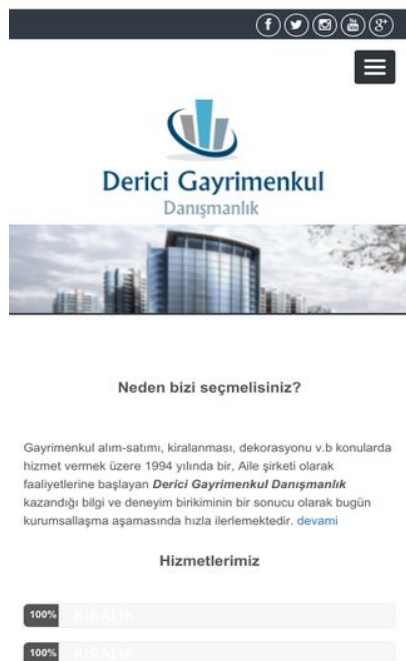 Derici Gayrimenkul
Danışmanlık
Neden bizi seçmelisiniz?
Gayrimenkul alım-satımı, kiralanması, dekorasyonu v.b konularda
hizmet vermek üzere 1994 yılında bir, Aile şirketi olarak
faaliyetlerine başlayan Derici Gayrimenkul Danışmanlık
kazandığı bilgi ve deneyim birikiminin bir sonucu olarak bugün
kurumsallaşma aşamasında hızla ilerlemektedir. devami
Hizmetlerimiz
100% KİRALIK
100%